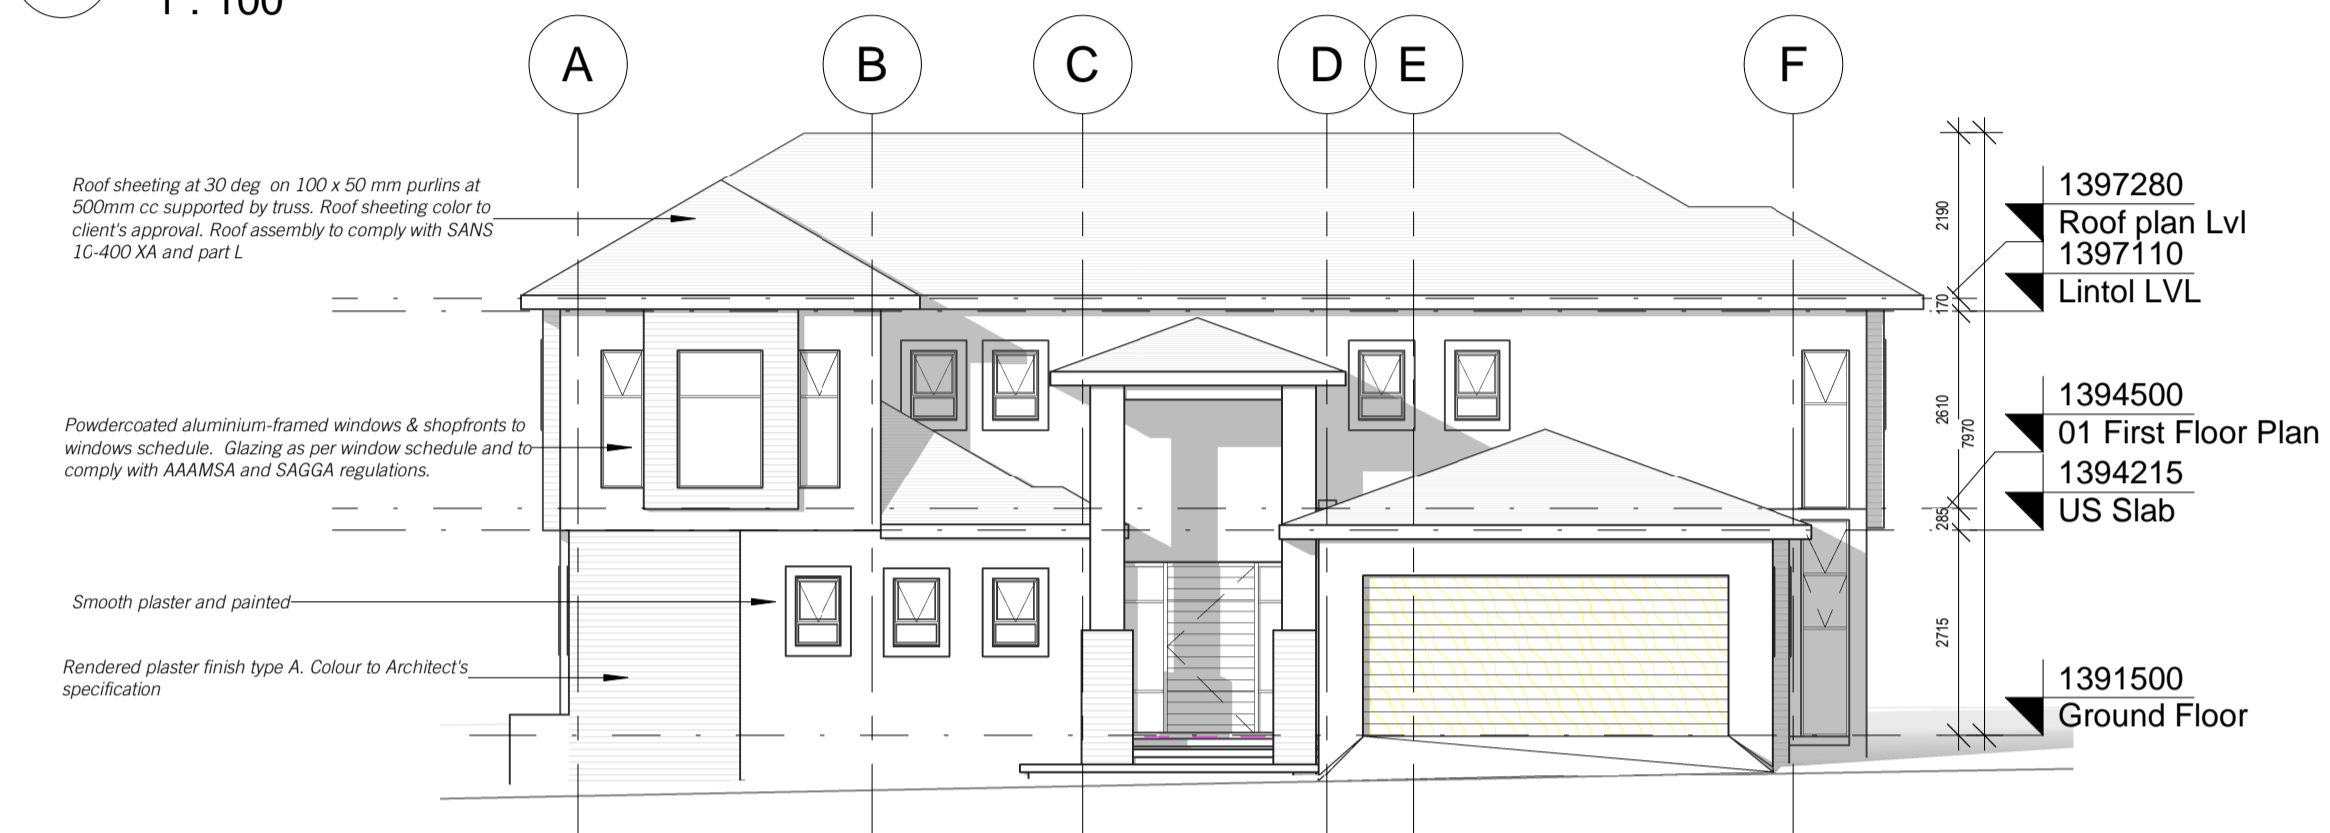 1 : 100
A
B
C
D
E
F
Roof sheeting at 30 deg on 100 x 50 mm purlins at
500mm cc supported by truss. Roof sheeting color to
client's approval. Roof assembly to comply with SANS
10-400 XA and part L
Powdercoated aluminium-framed windows & shopfronts to
windows schedule. Glazing as per window schedule and to
comply with AAAMSA and SAGGA regulations.
Smooth plaster and painted
Rendered plaster finish type A. Colour to Architect's
specification
2190
170
2610
7970
285
2715
1397280
Roof plan Lvl
1397110
Lintol LVL
1394500
01 First Floor Plan
1394215
US Slab
1391500
Ground Floor